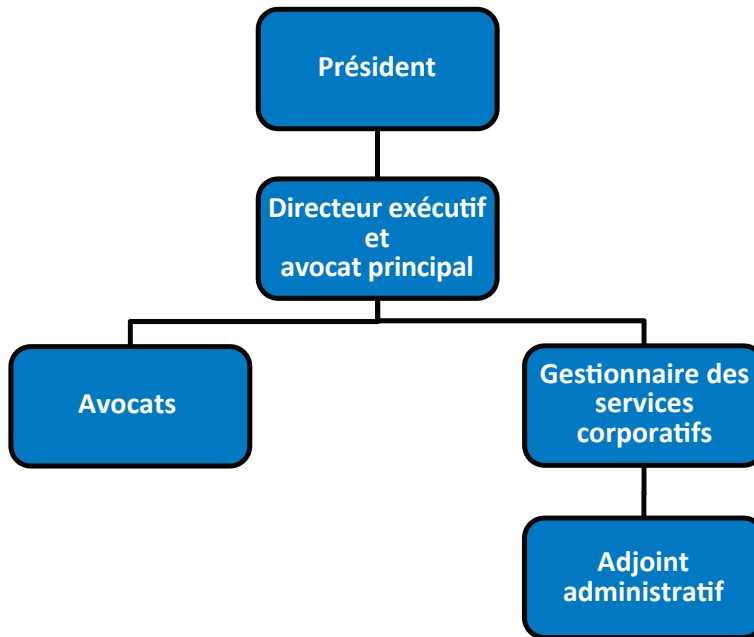 Président
Directeur exécutif
et
avocat principal
Avocats
Gestionnaire des
services
corporatifs
Adjoint
administratif